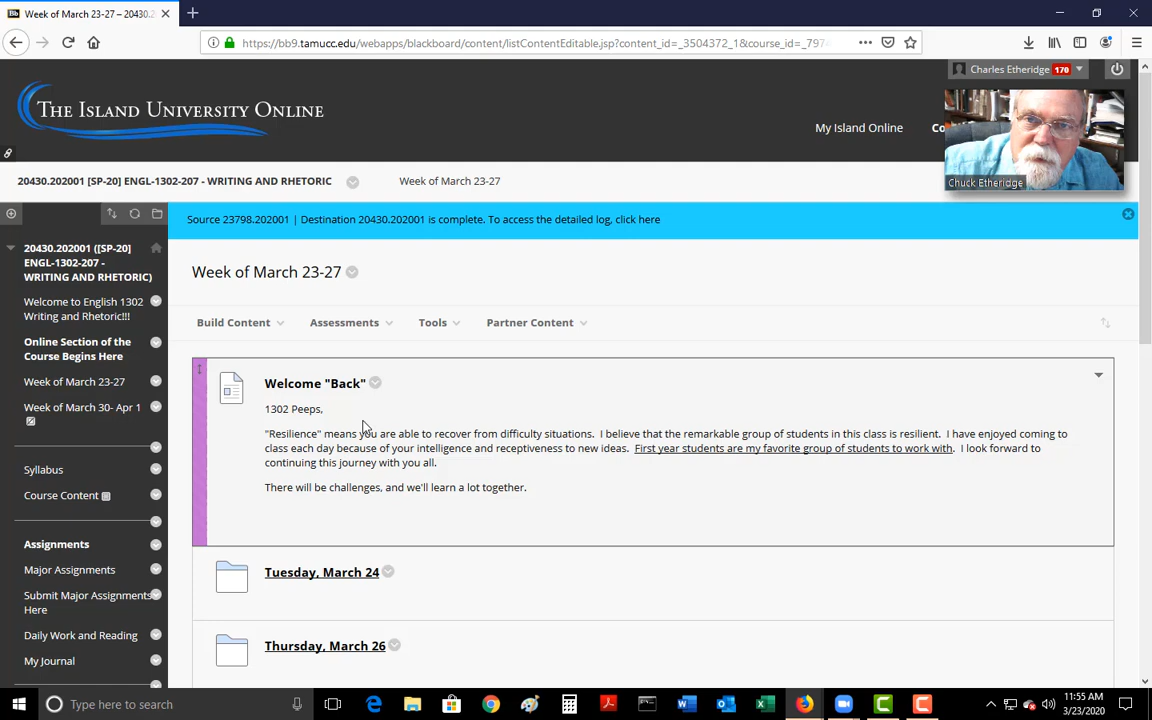 Week of March 23-27 – 20430.2
https://bb9.tamucc.edu/webapps/blackboard/content/listContentEditable.jsp?content_id=_3504372_1&course_id=_797
Charles Etheridge 170
THE ISLAND UNIVERSITY ONLINE
My Island Online
Co
Chuck Etheridge
20430.202001 [SP-20] ENGL-1302-207 - WRITING AND RHETORIC
Week of March 23-27
Source 23798.202001 | Destination 20430.202001 is complete. To access the detailed log, click here
20430.202001 ([SP-20]
ENGL-1302-207 -
WRITING AND RHETORIC)
Welcome to English 1302
Writing and Rhetoric!!!
Online Section of the
Course Begins Here
Week of March 23-27
Week of March 30- Apr 1
Syllabus
Course Content
Assignments
Major Assignments
Submit Major Assignments
Here
Daily Work and Reading
My Journal
Week of March 23-27
Build Content
Assessments
Tools
Partner Content
Welcome "Back"
1302 Peeps,
"Resilience" means you are able to recover from difficulty situations.  I believe that the remarkable group of students in this class is resilient.  I have enjoyed coming to
class each day because of your intelligence and receptiveness to new ideas.  First year students are my favorite group of students to work with.  I look forward to
continuing this journey with you all.
There will be challenges, and we'll learn a lot together.
Tuesday, March 24
Thursday, March 26
Type here to search
11:55 AM
3/23/2020